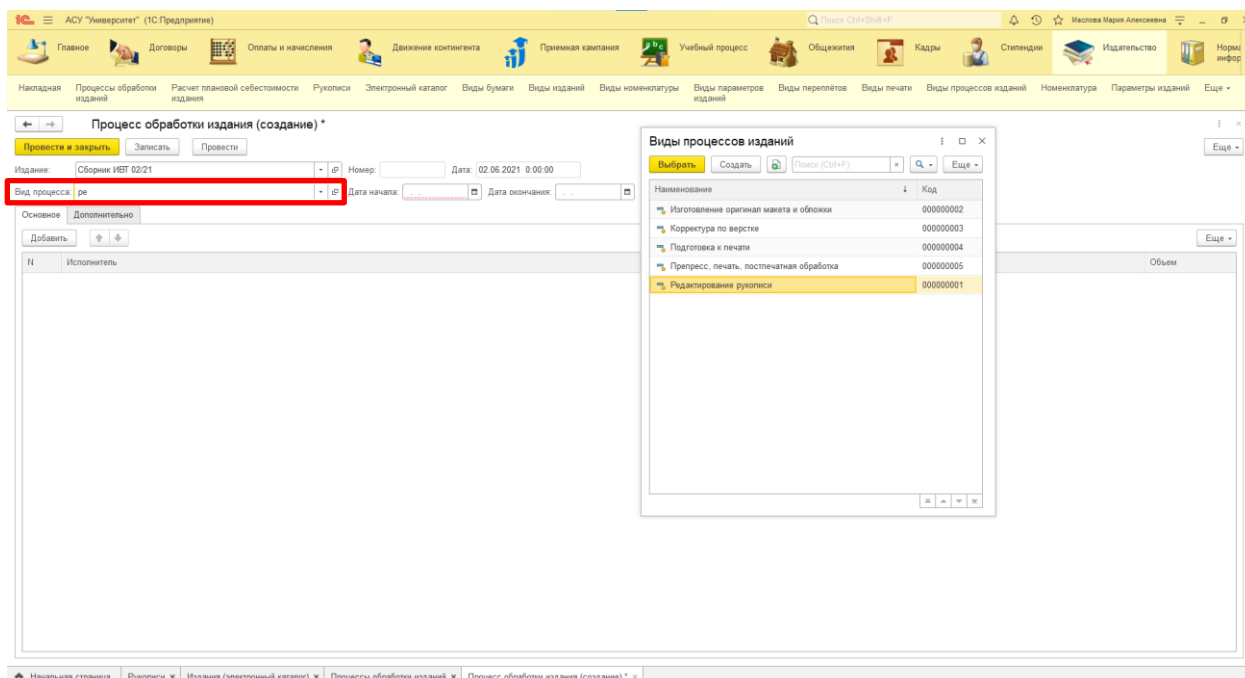 1С АСУ "Университет" (1С:Предприятие) Поиск Ctrl+Shift+F Маслова Мария Алексеевна
Главное Договоры Оплаты и начисления Движение контингента Приемная кампания Учебный процесс Общежития Кадры Стипендии Издательство
Накладная Процессы обработки изданий Расчет плановой себестоимости издания Рукописи Электронный каталог Виды бумаги Виды изданий Виды номенклатуры Виды параметров изданий Виды переплётов Виды печати Виды процессов изданий Номенклатура Параметры изданий Еще
Процесс обработки издания (создание) *
Провести и закрыть Записать Провести Еще
Издание: Сборник ИВТ 02/21 Номер: Дата: 02.06.2021 0:00:00
Вид процесса: ре Дата начала: . . Дата окончания: . .
Основное Дополнительно
Добавить Еще
N Исполнитель Объем
Виды процессов изданий
Выбрать Создать Поиск (Ctrl+F) Еще
Наименование Код
Изготовление оригинал макета и обложки 000000002
Корректура по верстке 000000003
Подготовка к печати 000000004
Препресс, печать, постпечатная обработка 000000005
Редактирование рукописи 000000001
Начальная страница Рукописи Издания (электронный каталог) Процессы обработки изданий Процесс обработки издания (создание) *